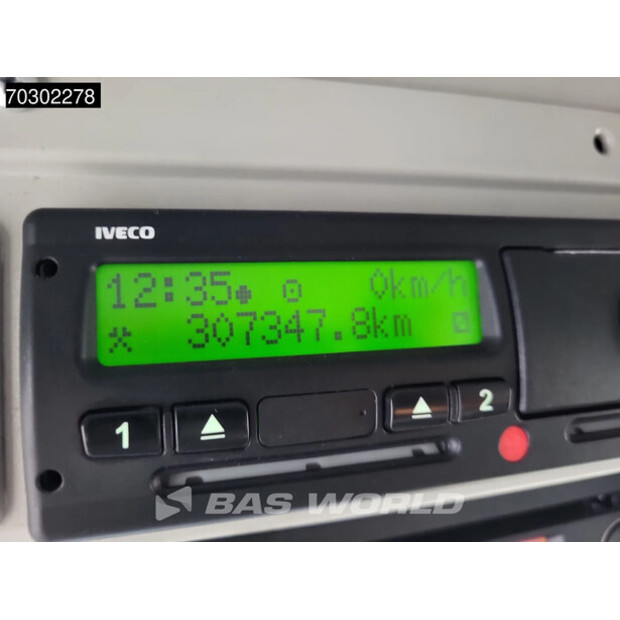 70302278
IVECO
12:35 0km/h
307347.8km
1 2
BAS WORLD